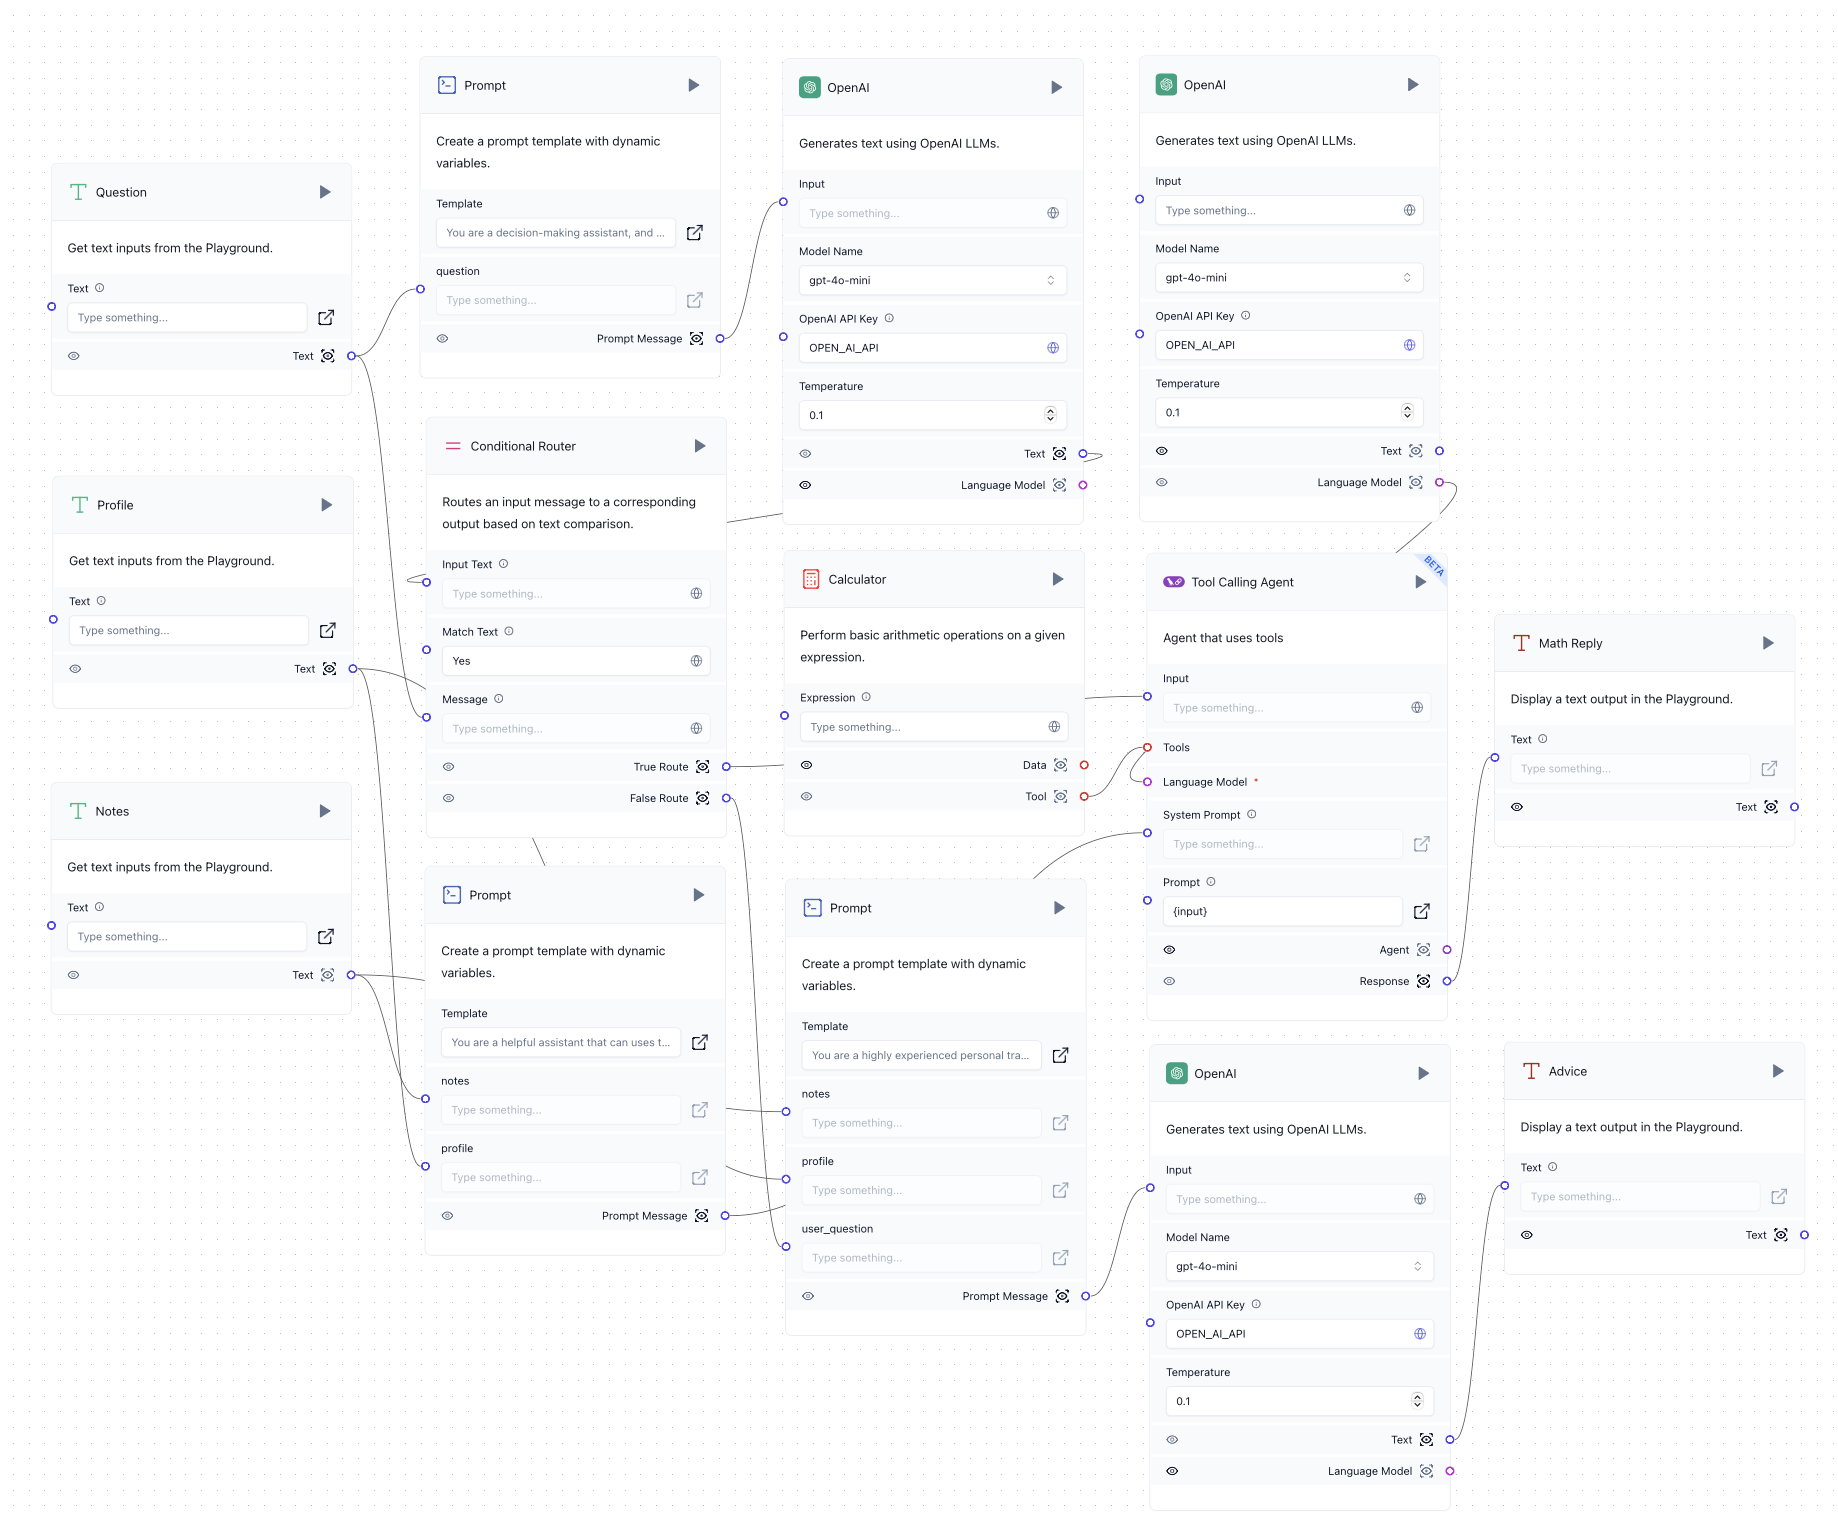 Question
Get text inputs from the Playground.
Text
Type something...
Text
Profile
Get text inputs from the Playground.
Text
Type something...
Text
Notes
Get text inputs from the Playground.
Text
Type something...
Text
Prompt
Create a prompt template with dynamic
variables.
Template
You are a decision-making assistant, and ...
question
Type something...
Prompt Message
Conditional Router
Routes an input message to a corresponding
output based on text comparison.
Input Text
Type something...
Match Text
Yes
Message
Type something...
True Route
False Route
Prompt
Create a prompt template with dynamic
variables.
Template
You are a helpful assistant that can uses t...
notes
Type something...
profile
Type something...
Prompt Message
OpenAI
Generates text using OpenAI LLMs.
Input
Type something...
Model Name
gpt-4o-mini
OpenAI API Key
OPEN_AI_API
Temperature
0.1
Text
Language Model
Calculator
Perform basic arithmetic operations on a given
expression.
Expression
Type something...
Data
Tool
Prompt
Create a prompt template with dynamic
variables.
Template
You are a highly experienced personal tra...
notes
Type something...
profile
Type something...
user_question
Type something...
Prompt Message
OpenAI
Generates text using OpenAI LLMs.
Input
Type something...
Model Name
gpt-4o-mini
OpenAI API Key
OPEN_AI_API
Temperature
0.1
Text
Language Model
BETA
Tool Calling Agent
Agent that uses tools
Input
Type something...
Tools
Language Model *
System Prompt
Type something...
Prompt
{input}
Agent
Response
OpenAI
Generates text using OpenAI LLMs.
Input
Type something...
Model Name
gpt-4o-mini
OpenAI API Key
OPEN_AI_API
Temperature
0.1
Text
Language Model
Math Reply
Display a text output in the Playground.
Text
Type something...
Text
Advice
Display a text output in the Playground.
Text
Type something...
Text